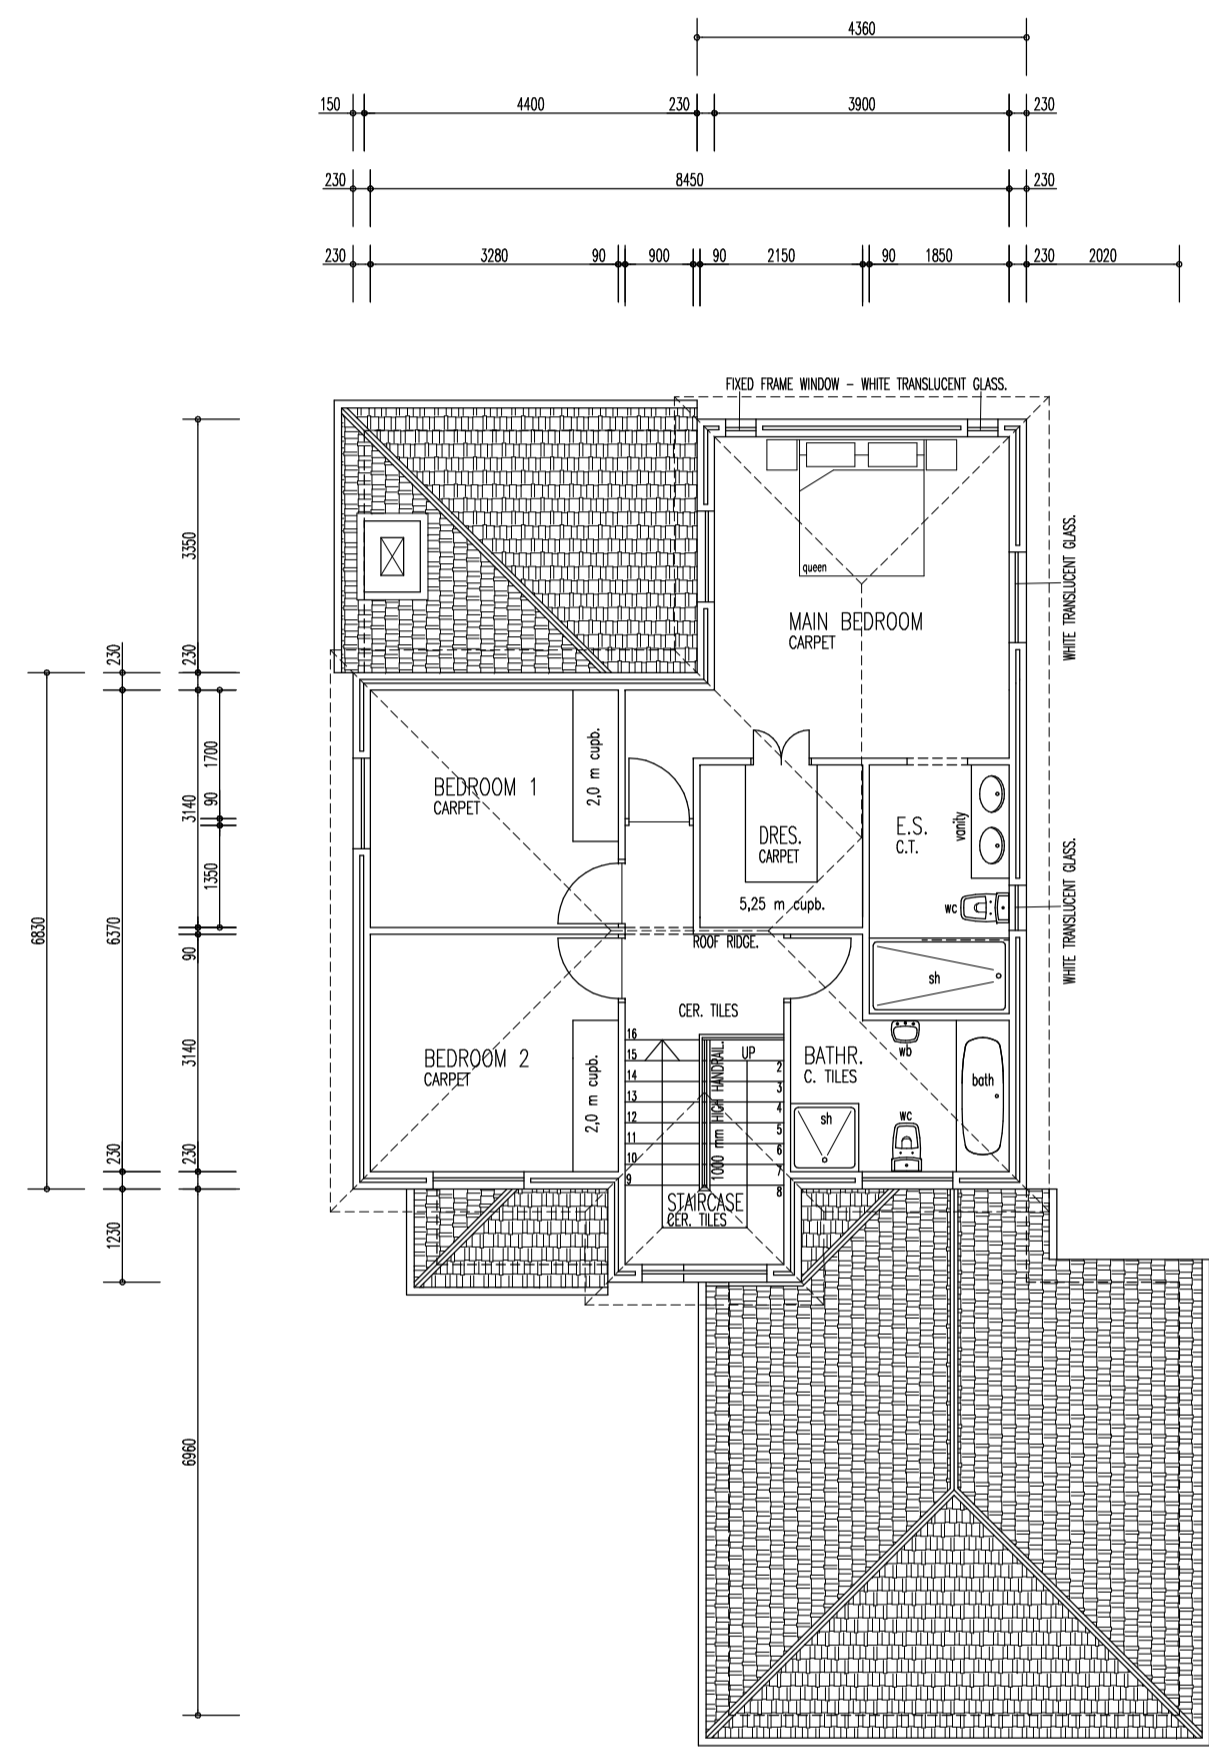 4360
150 4400 230 3900 230
230 8450 230
230 3280 90 900 90 2150 90 1850 230 2020
FIXED FRAME WINDOW – WHITE TRANSLUCENT GLASS.
3350
WHITE TRANSLUCENT GLASS.
queen
MAIN BEDROOM
CARPET
230 230
1700
2,0 m cupb.
BEDROOM 1
CARPET
3140 90
vanity
E.S.
C.T.
DRES.
CARPET
WHITE TRANSLUCENT GLASS.
1350
5,25 m cupb.
wc
6830 6370
90
ROOF RIDGE.
sh
CER. TILES
16
15
14
13
12
11
10
9
UP
2
3
4
5
6
7
8
1000 mm HIGH HANDRAIL.
3140
BEDROOM 2
CARPET
2,0 m cupb.
BATHR.
C. TILES
wb
bath
sh
wc
230 230
STAIRCASE
CER. TILES
1230
6960